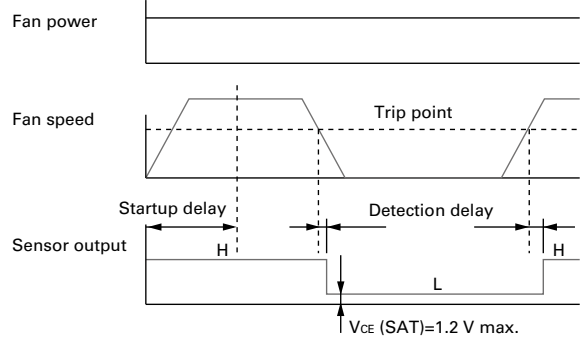 Fan power
Fan speed
Trip point
Startup delay
Detection delay
Sensor output
H
H
L
VCE (SAT)=1.2 V max.